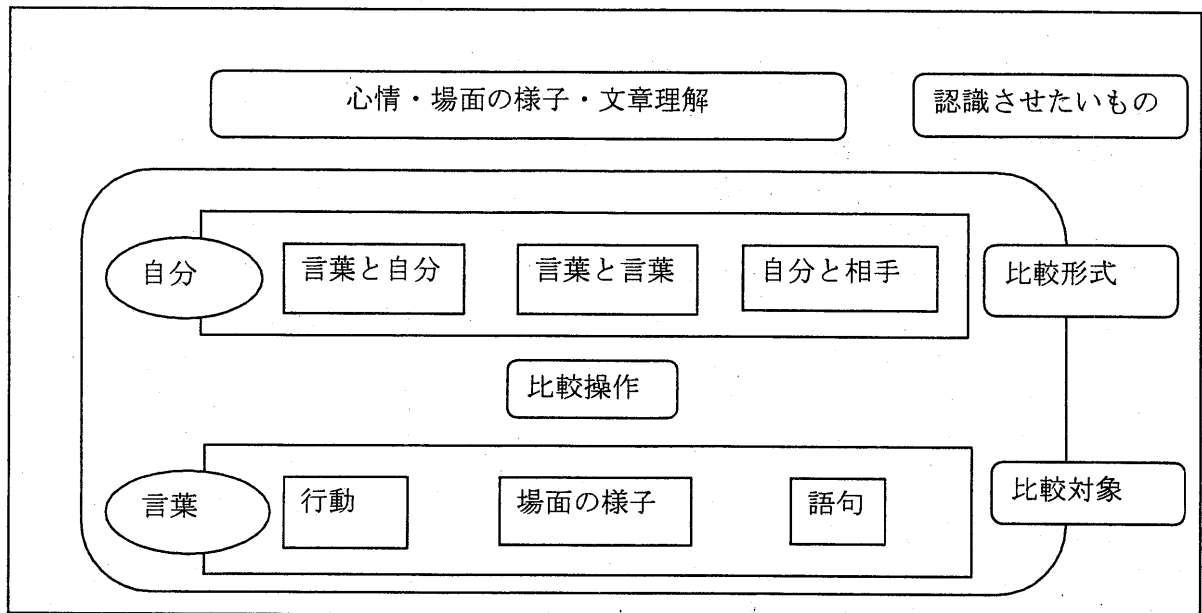 心情・場面の様子・文章理解
認識させたいもの
自分
言葉と自分
言葉と言葉
自分と相手
比較形式
比較操作
言葉
行動
場面の様子
語句
比較対象